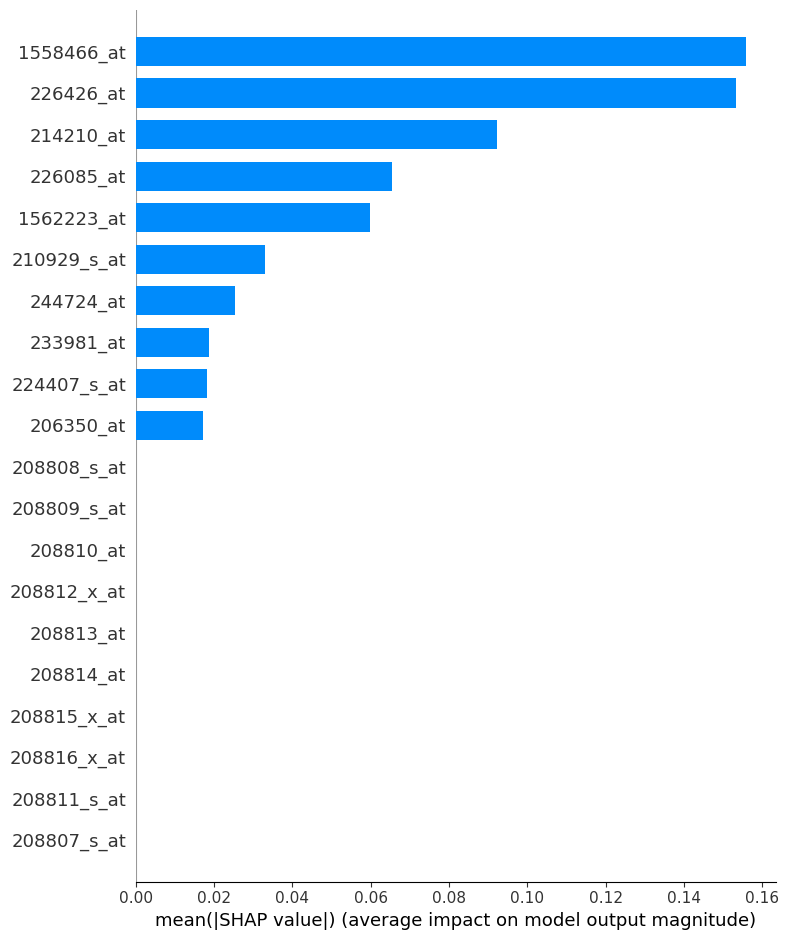 1558466_at
226426_at
214210_at
226085_at
1562223_at
210929_s_at
244724_at
233981_at
224407_s_at
206350_at
208808_s_at
208809_s_at
208810_at
208812_x_at
208813_at
208814_at
208815_x_at
208816_x_at
208811_s_at
208807_s_at
0.00 0.02 0.04 0.06 0.08 0.10 0.12 0.14 0.16
mean(|SHAP value|) (average impact on model output magnitude)